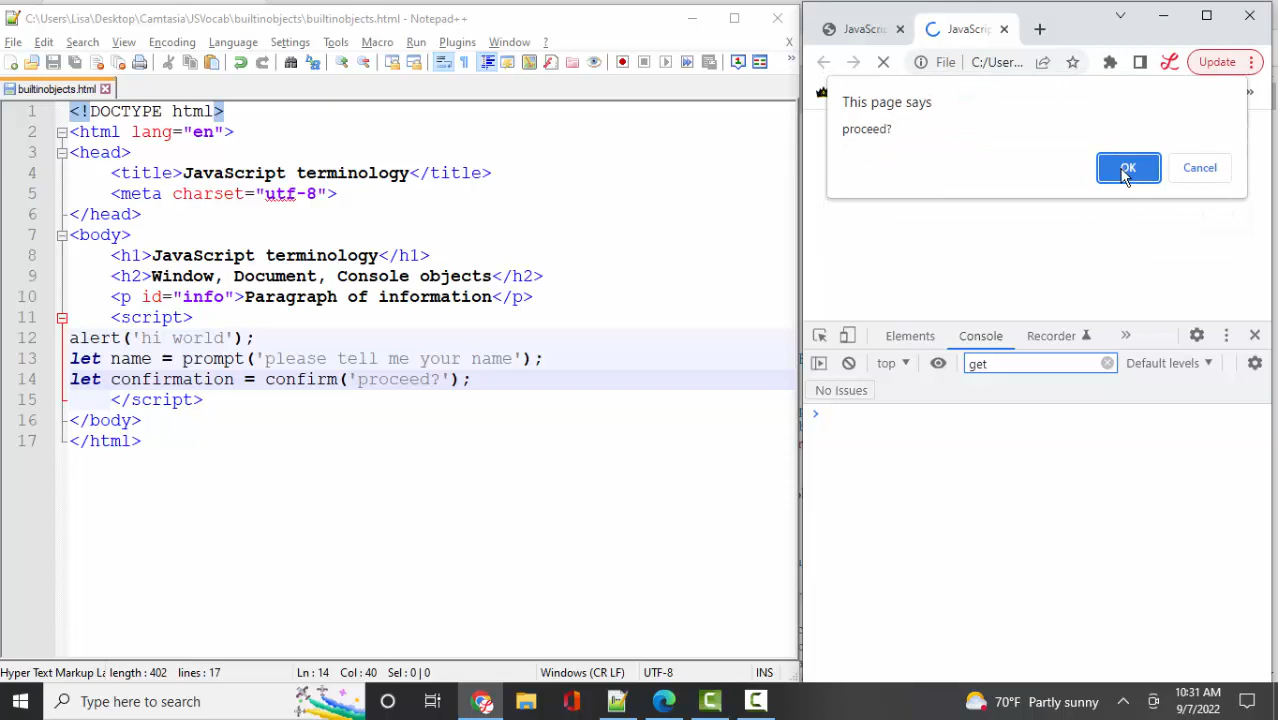 C:\Users\Lisa\Desktop\Camtasia\JSVocab\builtinobjects\builtinobjects.html - Notepad++
File Edit Search View Encoding Language Settings Tools Macro Run Plugins Window ? X
builtinobjects.html
1 <!DOCTYPE html>
2 <html lang="en">
3 <head>
4 <title>JavaScript terminology</title>
5 <meta charset="utf-8">
6 </head>
7 <body>
8 <h1>JavaScript terminology</h1>
9 <h2>Window, Document, Console objects</h2>
10 <p id="info">Paragraph of information</p>
11 <script>
12 alert('hi world');
13 let name = prompt('please tell me your name');
14 let confirmation = confirm('proceed?');
15 </script>
16 </body>
17 </html>
Hyper Text Markup La length : 402 lines : 17 Ln : 14 Col : 40 Sel : 0 | 0 Windows (CR LF) UTF-8 INS
JavaScri JavaScrip
File C:/User... Update
This page says
proceed?
OK Cancel
Elements Console Recorder
top get Default levels
No Issues
Type here to search
70°F Partly sunny
10:31 AM
9/7/2022